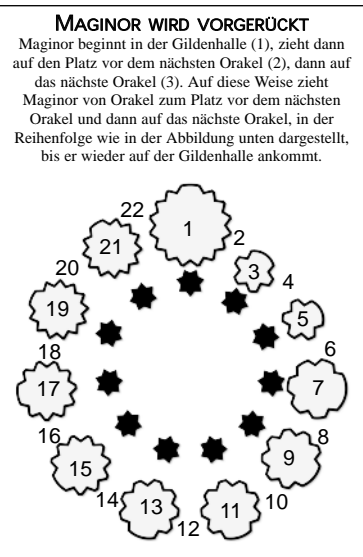 MAGINOR WIRD VORGERÜCKT
Maginor beginnt in der Gildenhalle (1), zieht dann
auf den Platz vor dem nächsten Orakel (2), dann auf
das nächste Orakel (3). Auf diese Weise zieht
Maginor von Orakel zum Platz vor dem nächsten
Orakel und dann auf das nächste Orakel, in der
Reihenfolge wie in der Abbildung unten dargestellt,
bis er wieder auf der Gildenhalle ankommt.
22
1
2
21
3
4
20
19
5
18
6
17
7
16
8
15
9
14
13
11
10
12